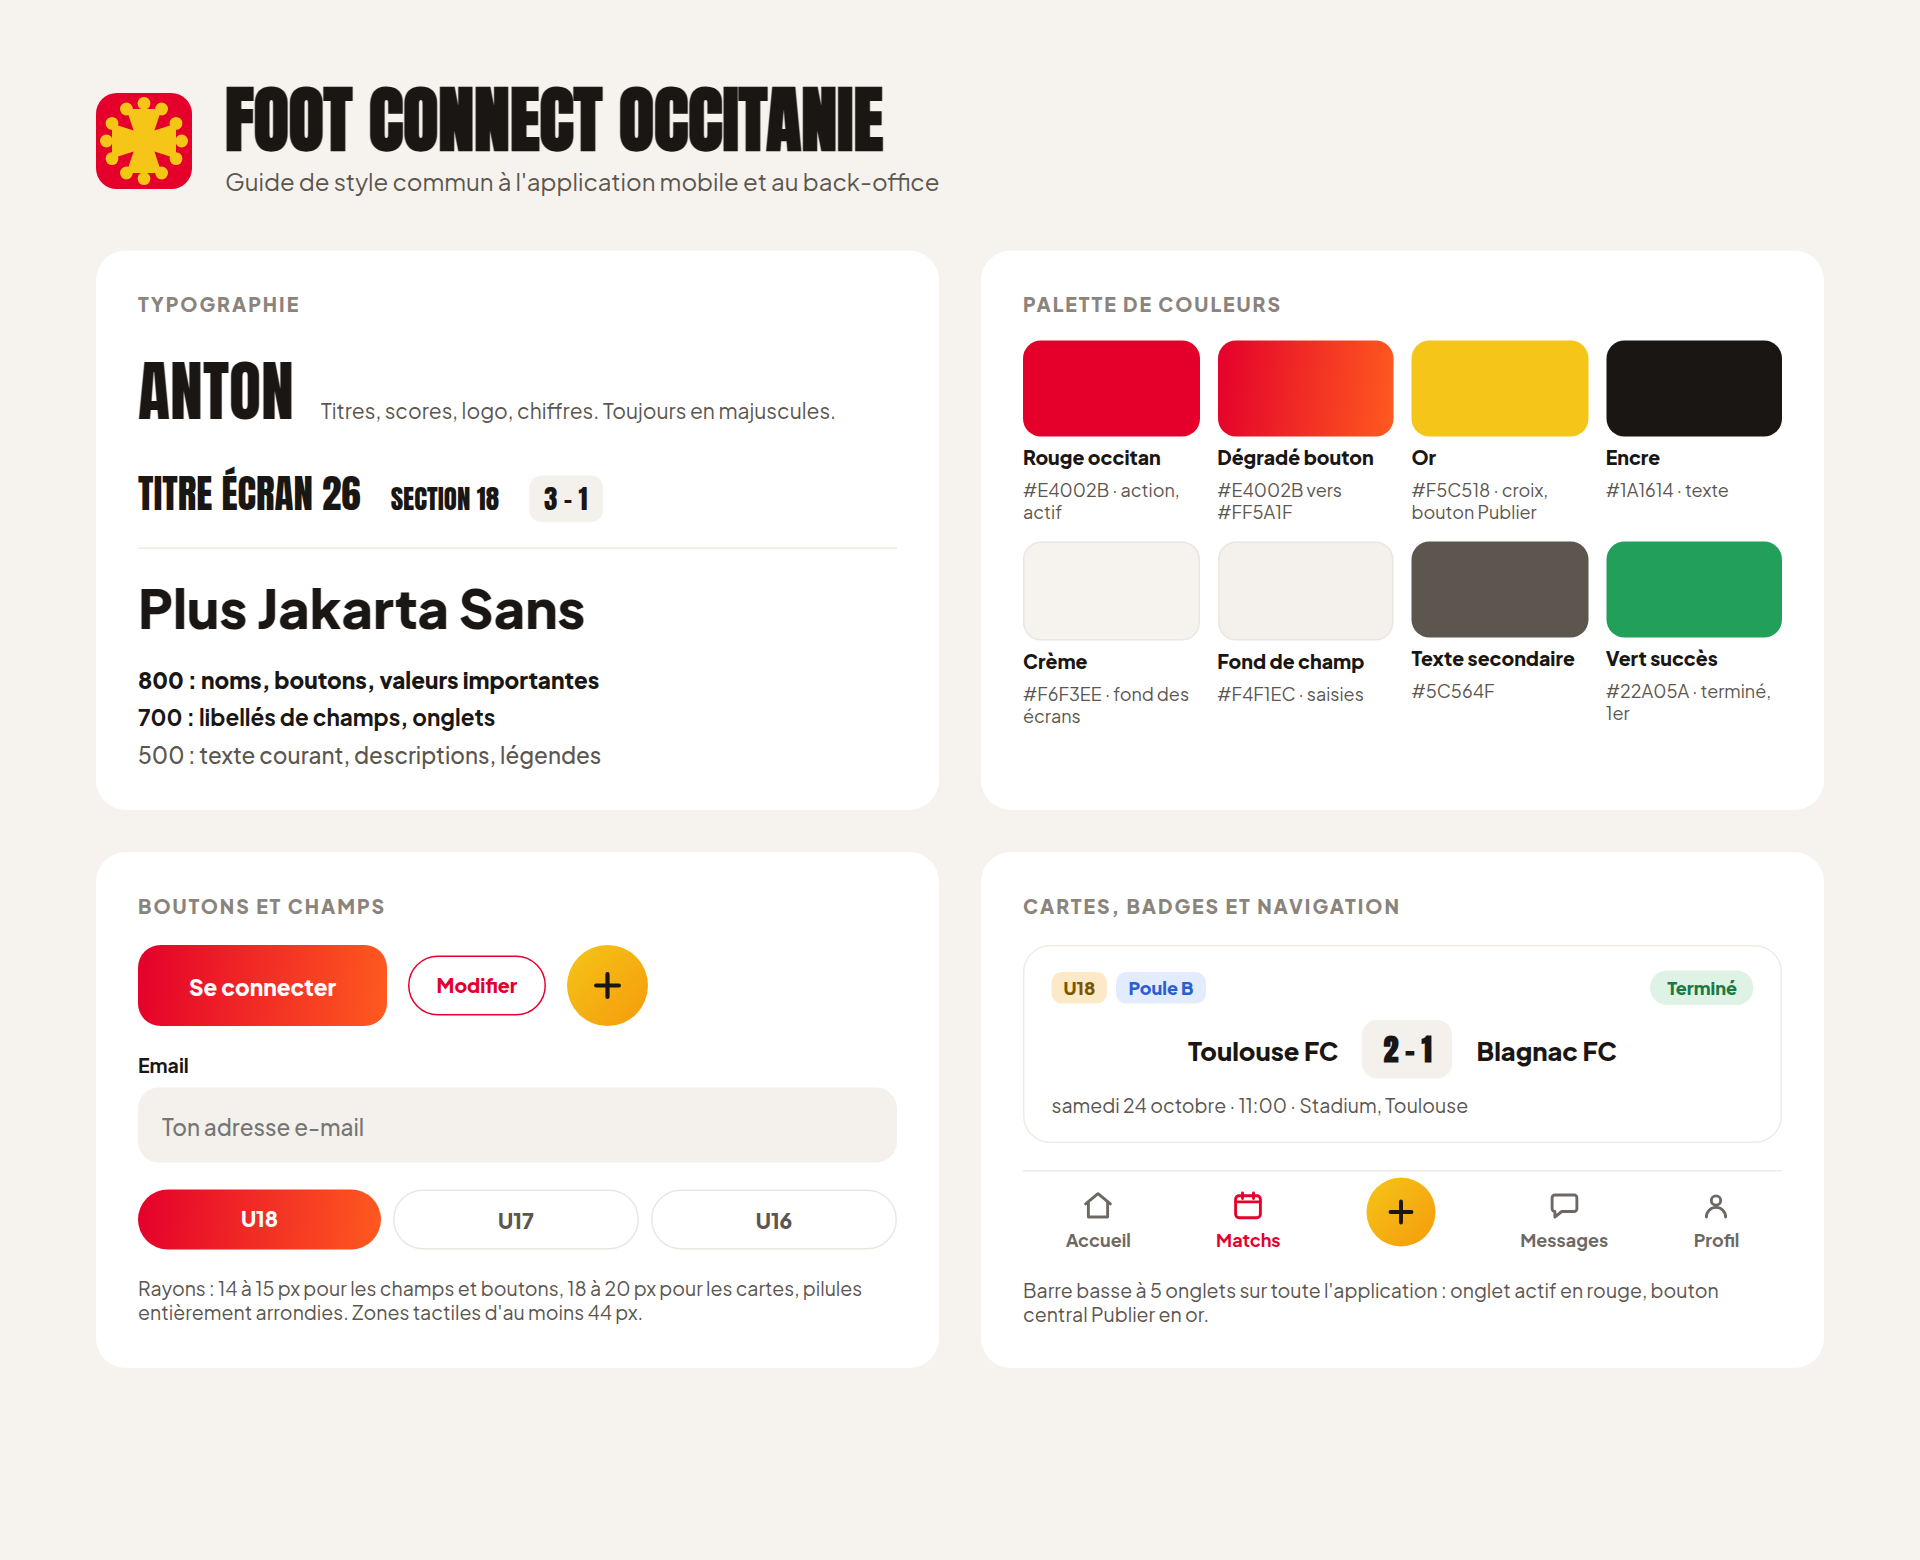 FOOT CONNECT OCCITANIE
Guide de style commun à l'application mobile et au back-office
TYPOGRAPHIE
ANTON Titres, scores, logo, chiffres. Toujours en majuscules.
TITRE ÉCRAN 26 SECTION 18 3 - 1
Plus Jakarta Sans
800 : noms, boutons, valeurs importantes
700 : libellés de champs, onglets
500 : texte courant, descriptions, légendes
PALETTE DE COULEURS
Rouge occitan
#E4002B · action,
actif
Dégradé bouton
#E4002B vers
#FF5A1F
Or
#F5C518 · croix,
bouton Publier
Encre
#1A1614 · texte
Crème
#F6F3EE · fond des
écrans
Fond de champ
#F4F1EC · saisies
Texte secondaire
#5C564F
Vert succès
#22A05A · terminé,
1er
BOUTONS ET CHAMPS
Se connecter Modifier +
Email
Ton adresse e-mail
U18 U17 U16
Rayons : 14 à 15 px pour les champs et boutons, 18 à 20 px pour les cartes, pilules
entièrement arrondies. Zones tactiles d'au moins 44 px.
CARTES, BADGES ET NAVIGATION
U18 Poule B Terminé
Toulouse FC 2 - 1 Blagnac FC
samedi 24 octobre · 11:00 · Stadium, Toulouse
Accueil Matchs + Messages Profil
Barre basse à 5 onglets sur toute l'application : onglet actif en rouge, bouton
central Publier en or.